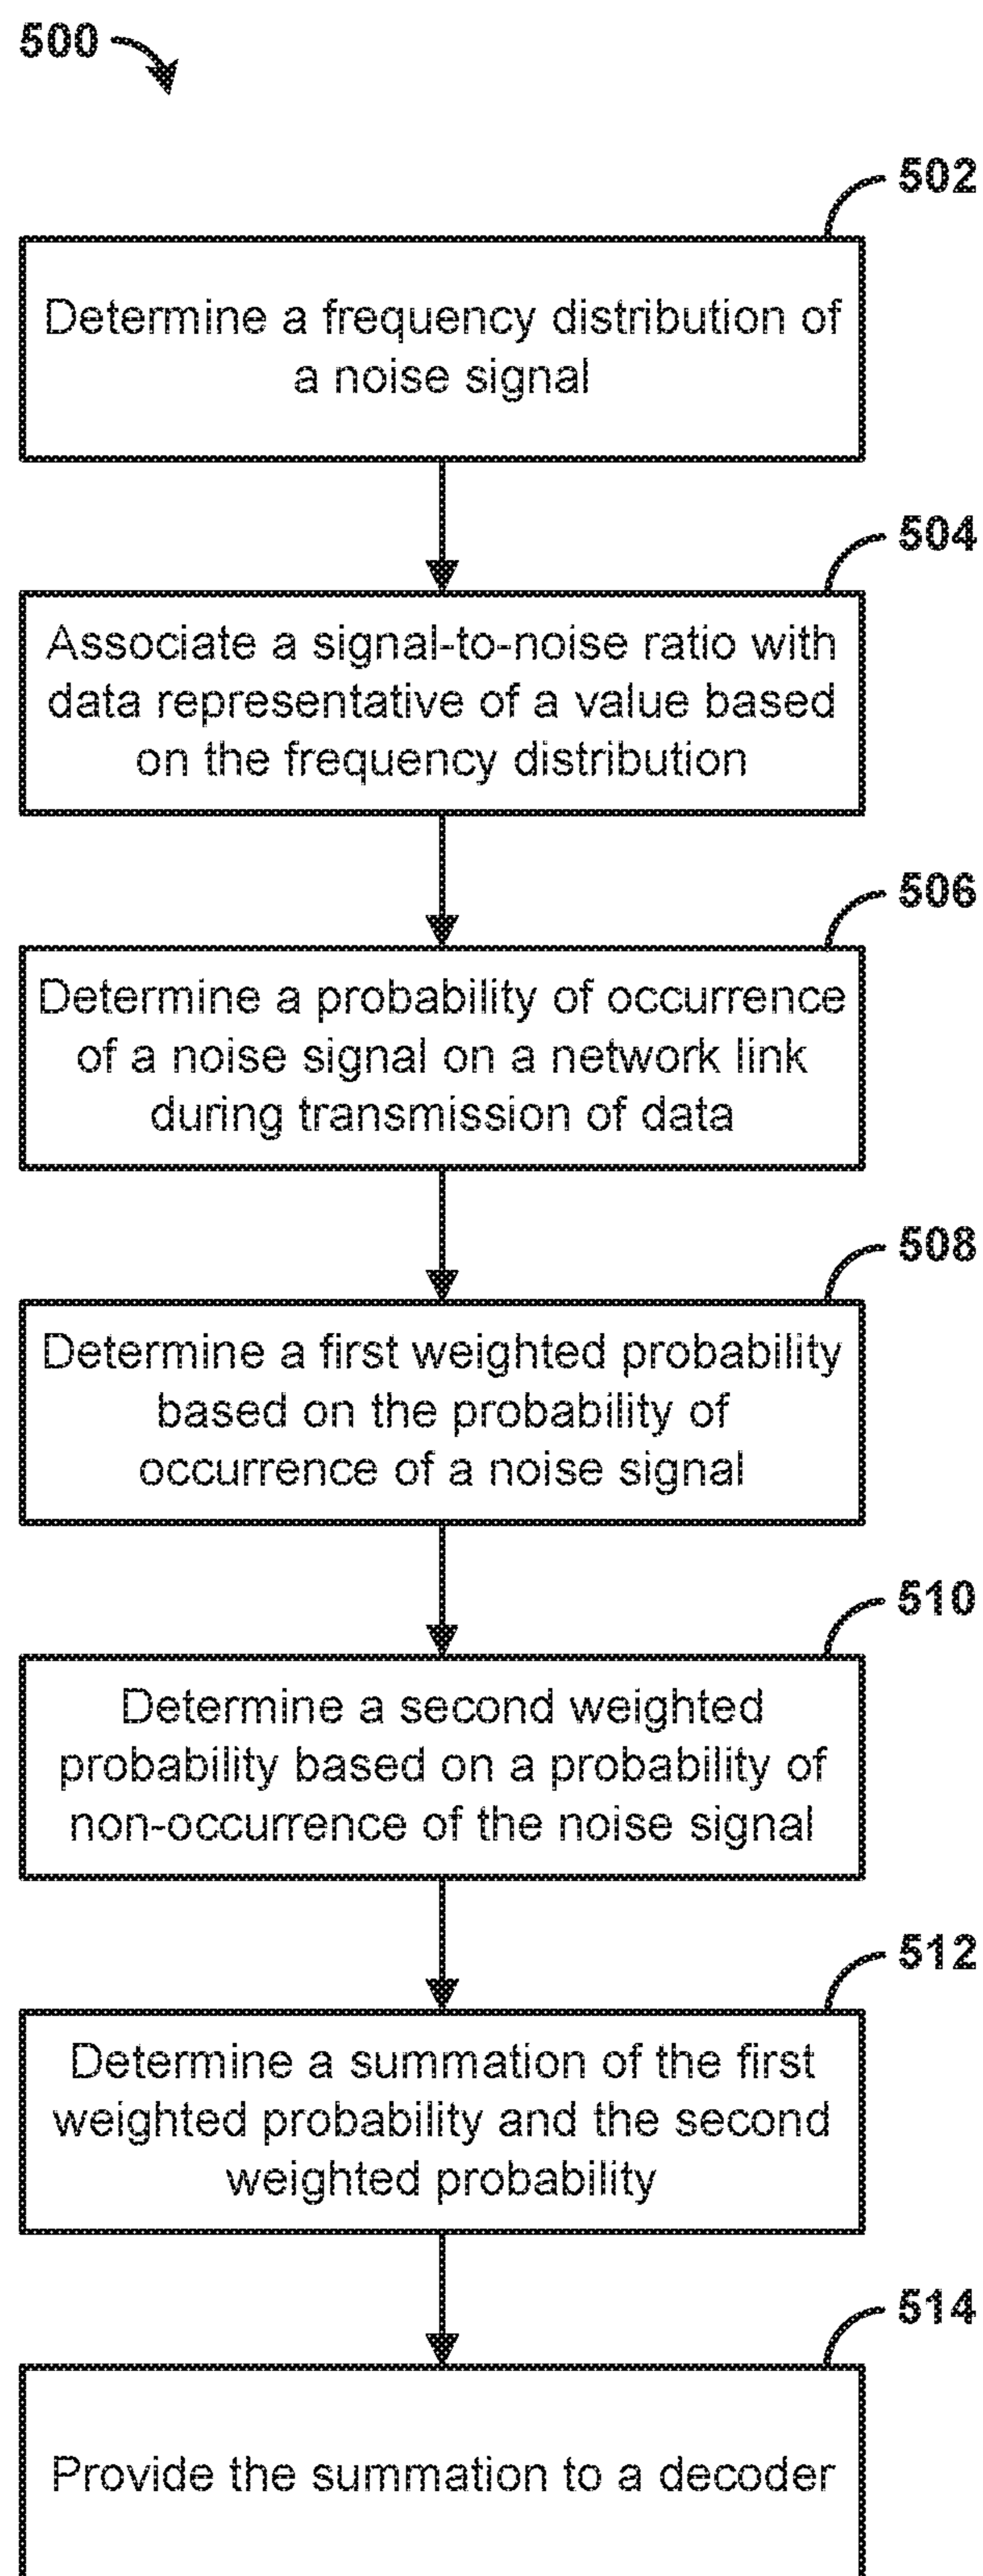 500
502
Determine a frequency distribution of
a noise signal
504
Associate a signal-to-noise ratio with
data representative of a value based
on the frequency distribution
506
Determine a probability of occurrence
of a noise signal on a network link
during transmission of data
508
Determine a first weighted probability
based on the probability of
occurrence of a noise signal
510
Determine a second weighted
probability based on a probability of
non-occurrence of the noise signal
512
Determine a summation of the first
weighted probability and the second
weighted probability
514
Provide the summation to a decoder